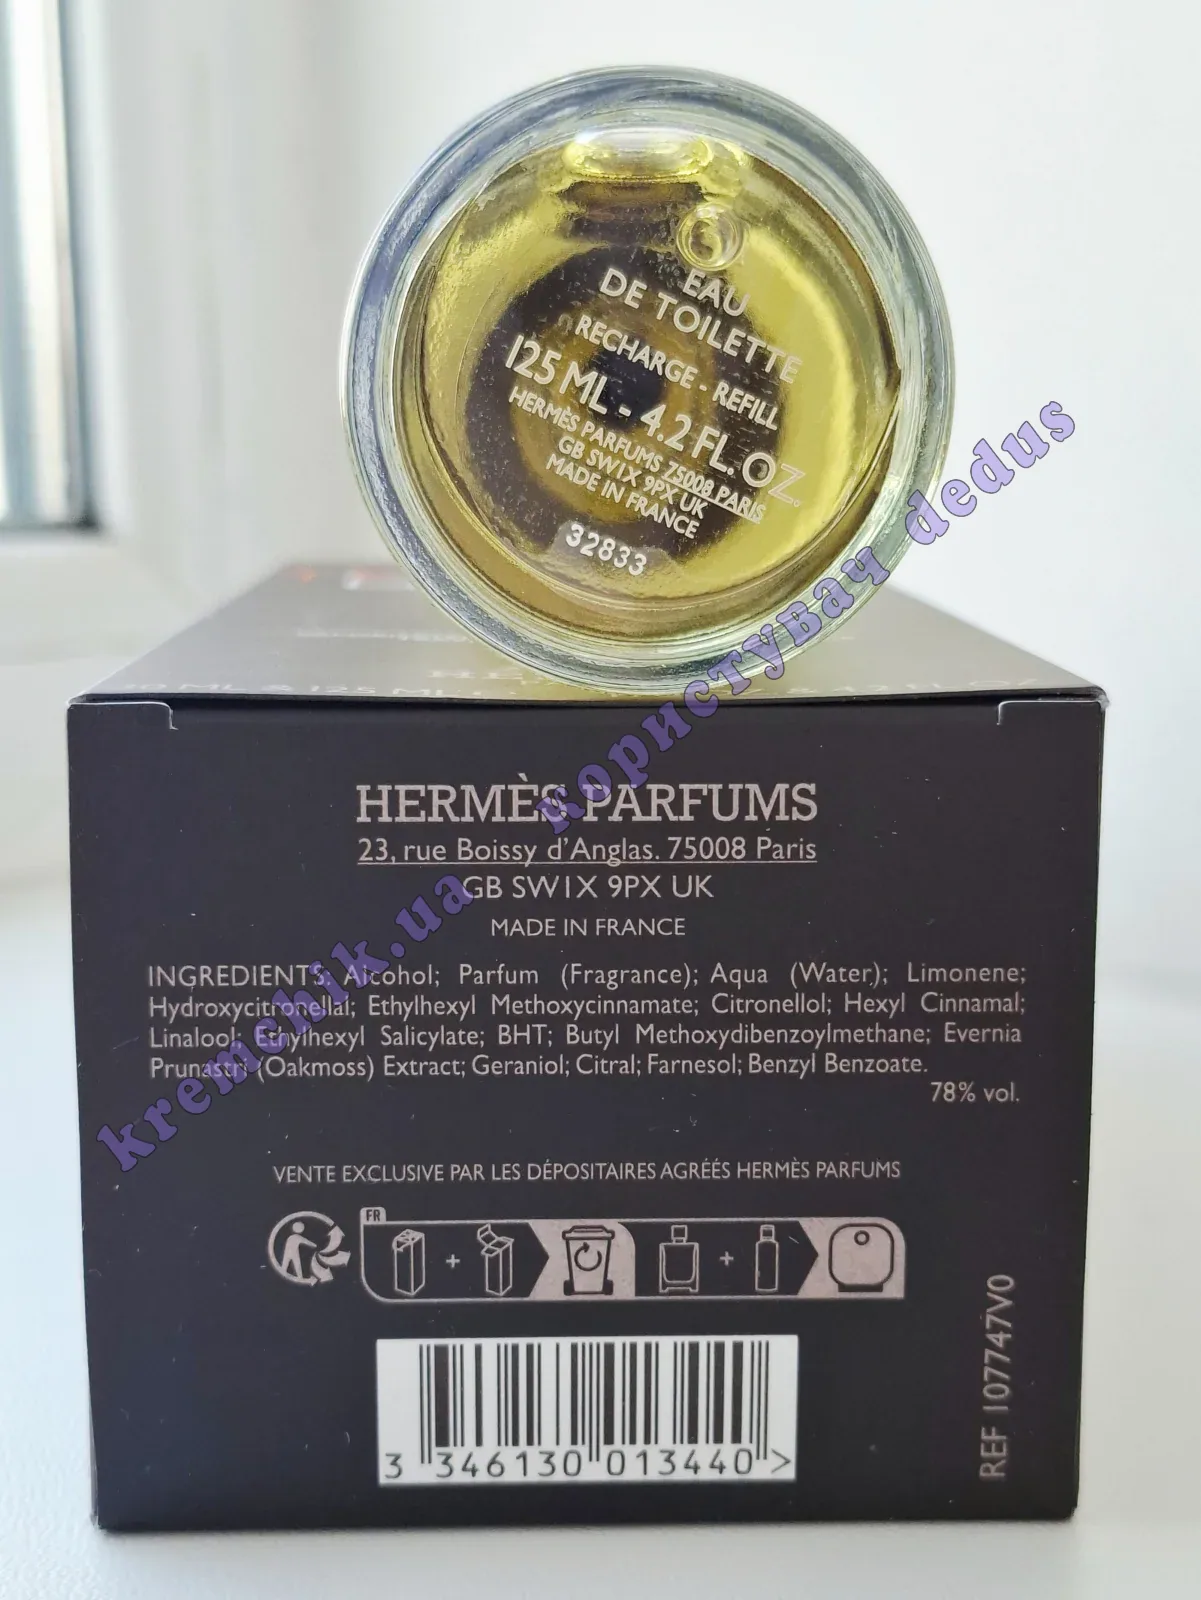 EAU
DE TOILETTE
RECHARGE - REFILL
125 ML - 4.2 FL. OZ.
HERMÈS PARFUMS 75008 PARIS
GB SW1X 9PX UK
MADE IN FRANCE
32833
HERMÈS PARFUMS
23, rue Boissy d'Anglas. 75008 Paris
GB SW1X 9PX UK
MADE IN FRANCE
INGREDIENTS: Alcohol; Parfum (Fragrance); Aqua (Water); Limonene;
Hydroxycitronellal; Ethylhexyl Methoxycinnamate; Citronellol; Hexyl Cinnamal;
Linalool; Ethylhexyl Salicylate; BHT; Butyl Methoxydibenzoylmethane; Evernia
Prunastri (Oakmoss) Extract; Geraniol; Citral; Farnesol; Benzyl Benzoate.
78% vol.
VENTE EXCLUSIVE PAR LES DÉPOSITAIRES AGRÉÉS HERMÈS PARFUMS
FR
REF 107747V0
3 346130 013440 >
kremchik.ua користувач dedus